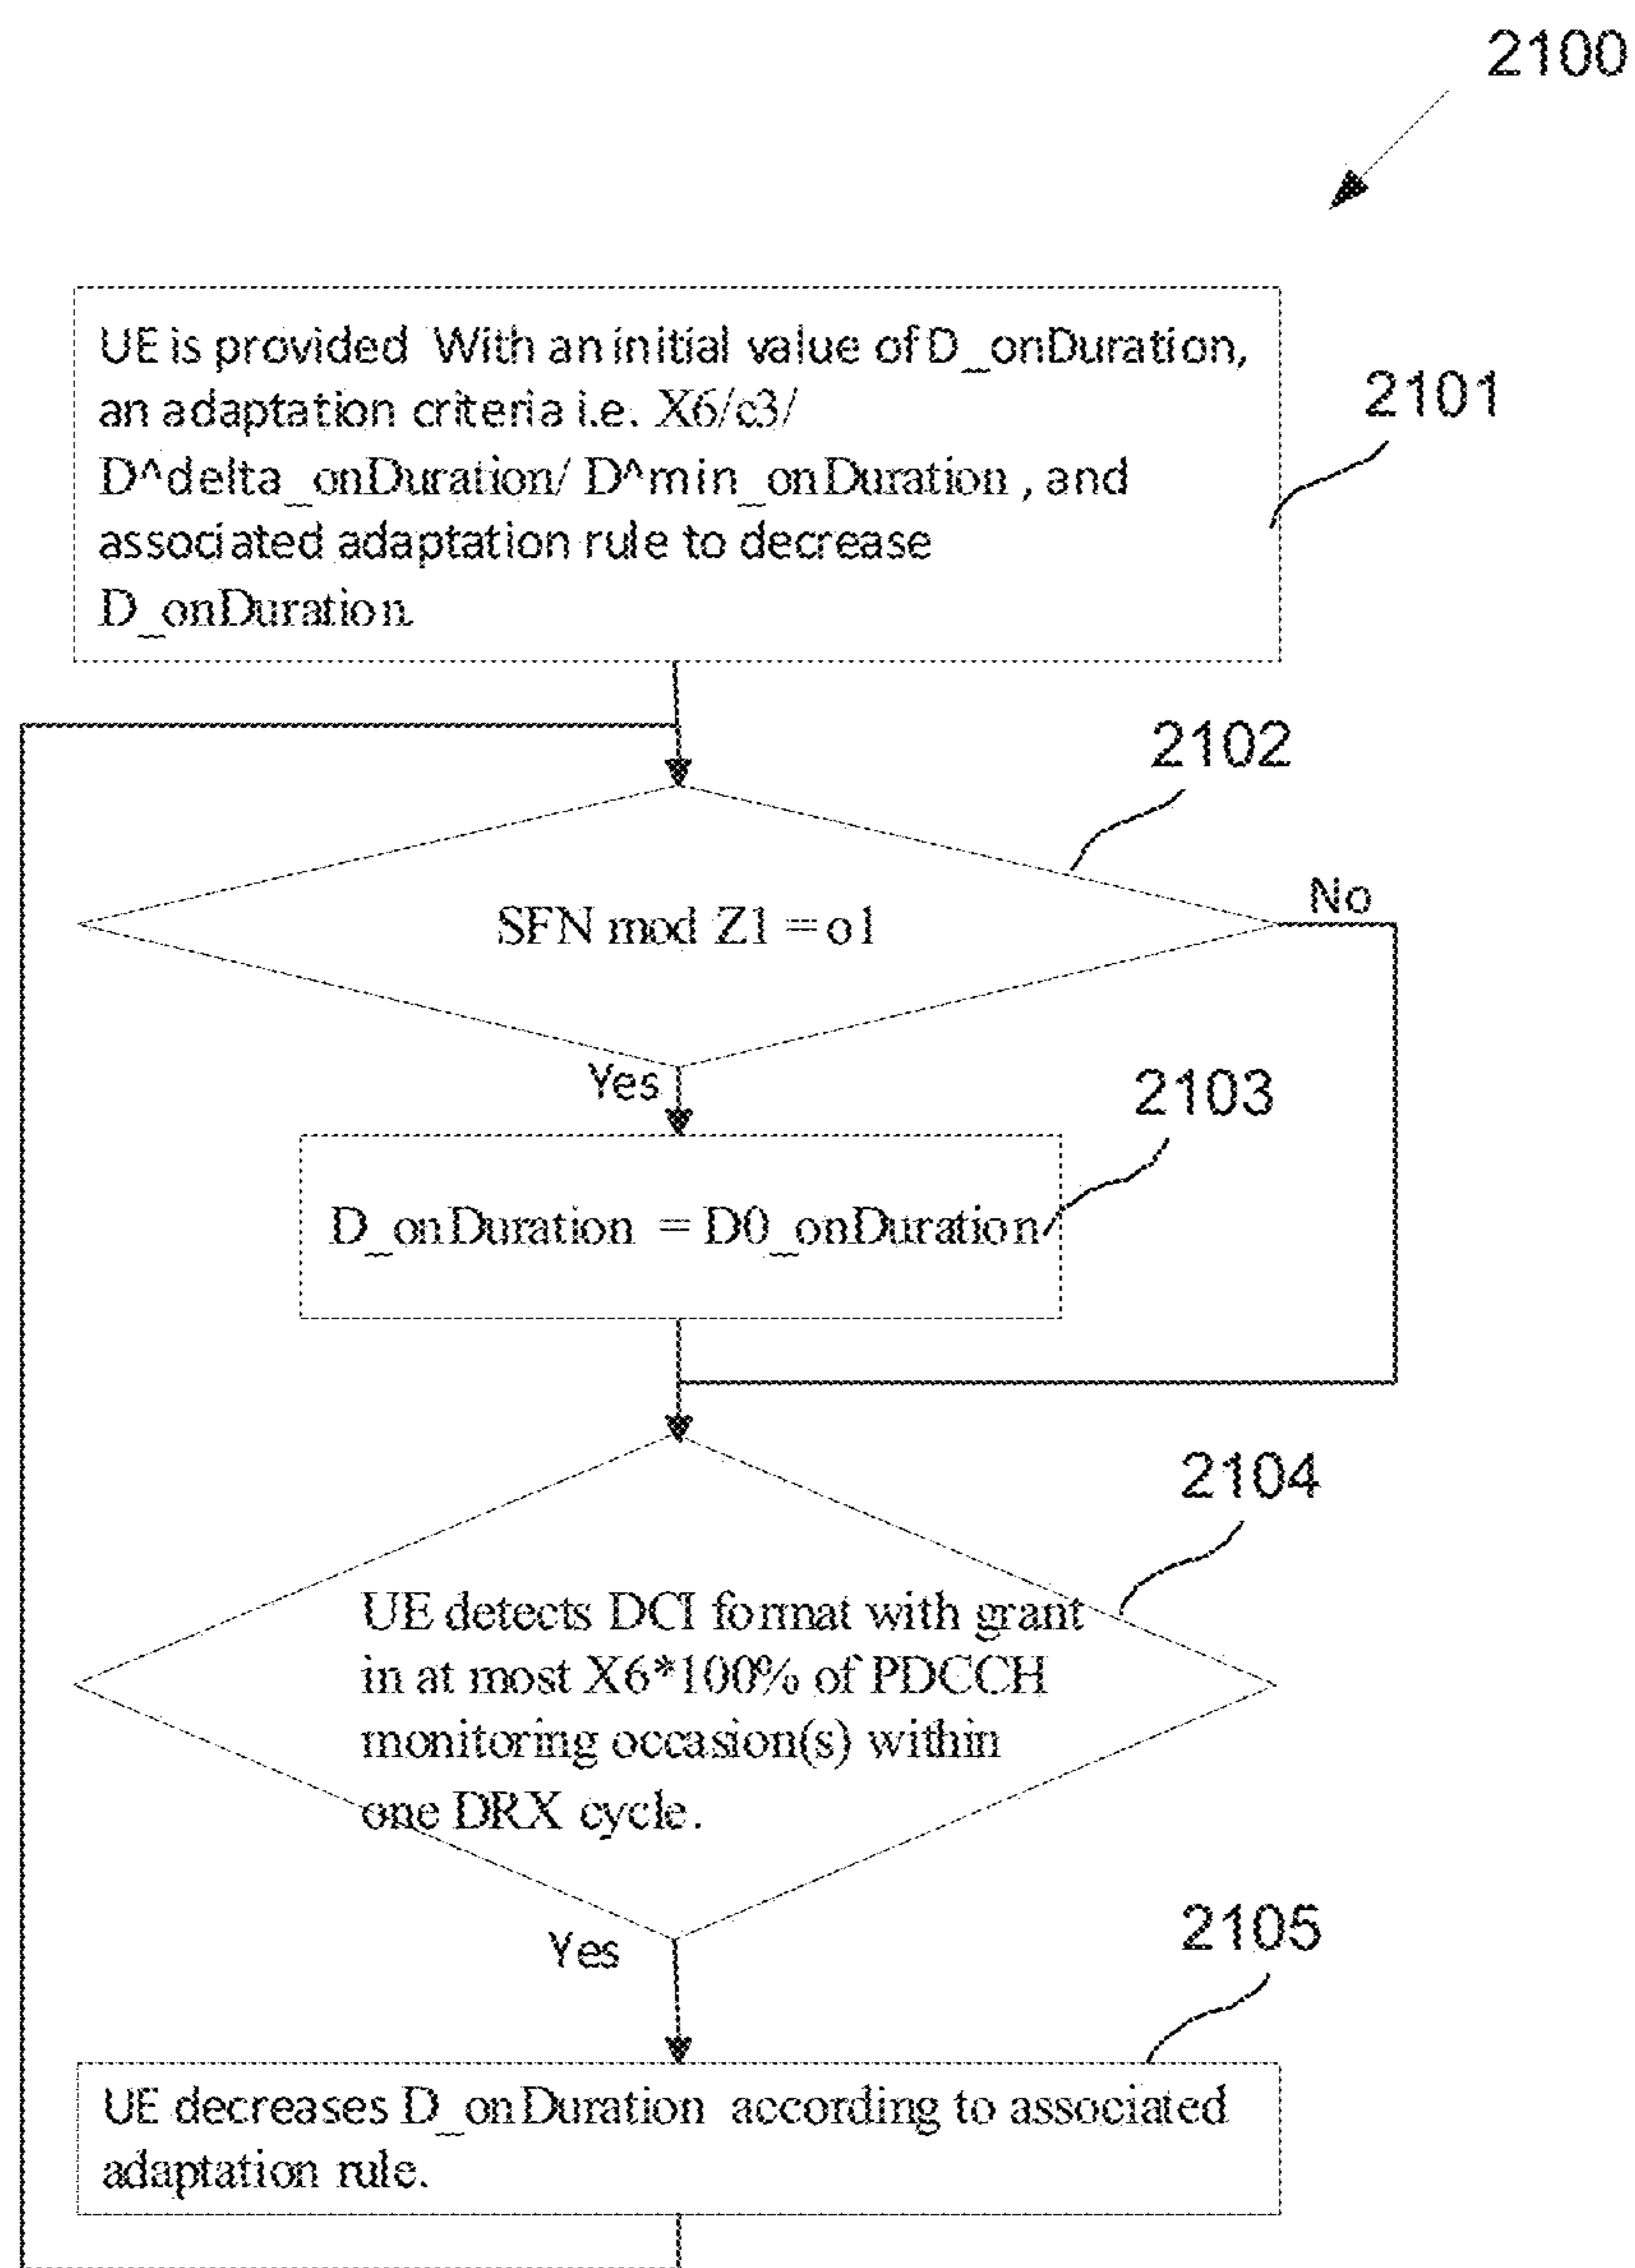 2100
UE is provided With an initial value of D_onDuration,
an adaptation criteria i.e. X6/c3/
D^delta_onDuration/ D^min_onDuration , and
associated adaptation rule to decrease
D_onDuration.
2101
2102
SFN mod Z1 = o1
No
Yes
2103
D_onDuration = D0_onDuration
2104
UE detects DCI format with grant
in at most X6*100% of PDCCH
monitoring occasion(s) within
one DRX cycle.
Yes
2105
UE decreases D_onDuration according to associated
adaptation rule.